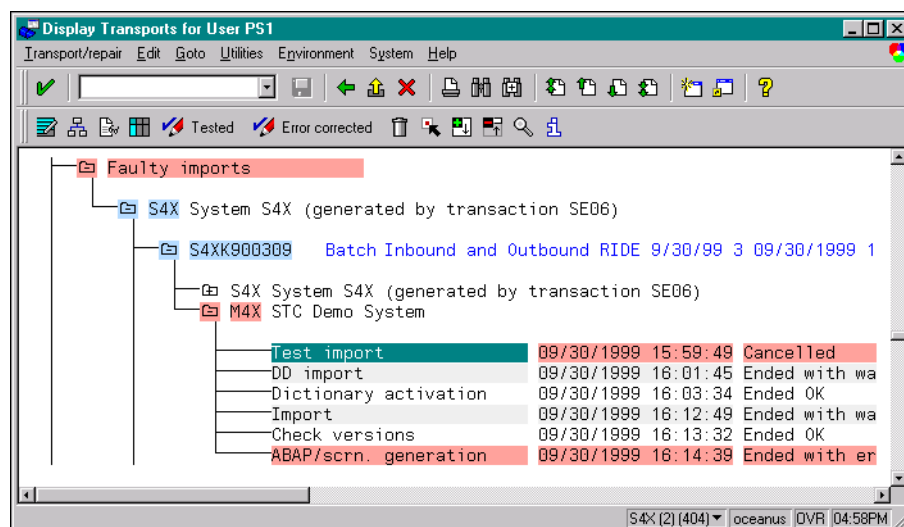 Display Transports for User PS1
Transport/repair Edit Goto Utilities Environment System Help
Tested Error corrected
Faulty imports
S4X System S4X (generated by transaction SE06)
S4XK900309 Batch Inbound and Outbound RIDE 9/30/99 3 09/30/1999 1
S4X System S4X (generated by transaction SE06)
M4X STC Demo System
Test import 09/30/1999 15:59:49 Cancelled
DD import 09/30/1999 16:01:45 Ended with wa
Dictionary activation 09/30/1999 16:03:34 Ended OK
Import 09/30/1999 16:12:49 Ended with wa
Check versions 09/30/1999 16:13:32 Ended OK
ABAP/scrn. generation 09/30/1999 16:14:39 Ended with er
S4X (2) (404) oceanus OVR 04:58PM